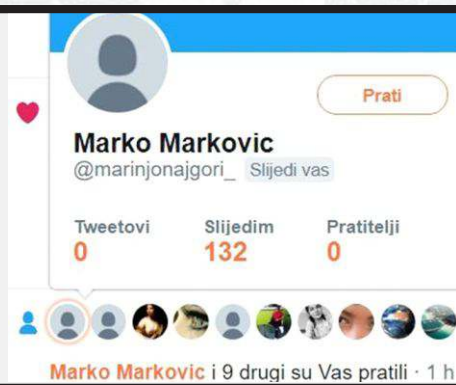 Prati
Marko Markovic
@marinjonajgori_ Slijedi vas
Tweetovi Slijedim Pratitelji
0 132 0
Marko Markovic i 9 drugi su Vas pratili · 1 h